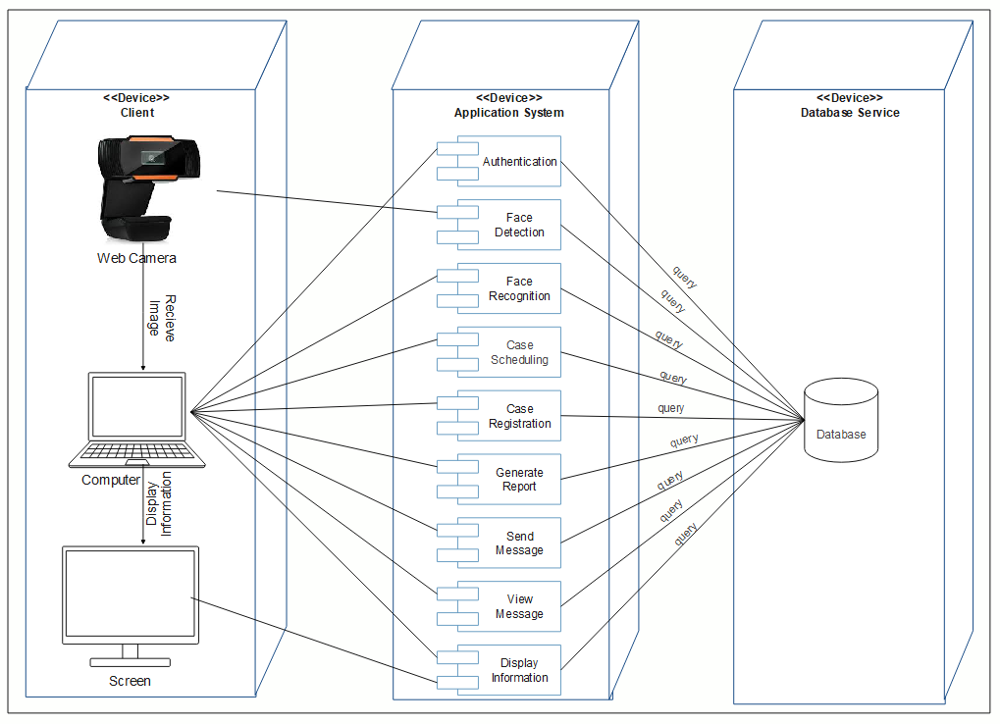 <<Device>>
Client
Web Camera
Recieve
Image
Computer
Display
Information
Screen
<<Device>>
Application System
Authentication
Face
Detection
Face
Recognition
Case
Scheduling
Case
Registration
Generate
Report
Send
Message
View
Message
Display
Information
query
query
query
query
query
query
query
query
query
<<Device>>
Database Service
Database